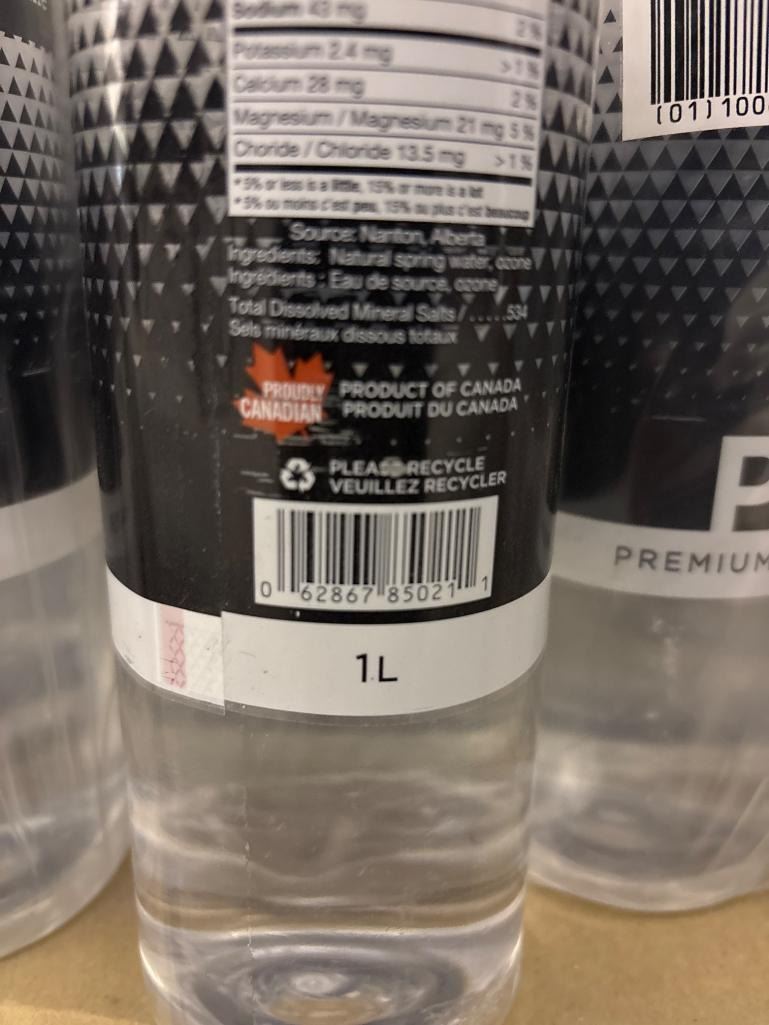 Sodium 43 mg 2 %
Potassium 2.4 mg >1 %
Calcium 28 mg 2 %
Magnesium / Magnesium 21 mg 5 %
Choride / Chloride 13.5 mg >1 %
*5% or less is a little, 15% or more is a lot
*5% ou moins c'est peu, 15% ou plus c'est beaucoup
Source: Nanton, Alberta
Ingredients: Natural spring water, ozone
Ingrédients : Eau de source, ozone
Total Dissolved Mineral Salts / .....534
Sels minéraux dissous totaux
PROUDLY
CANADIAN
PRODUCT OF CANADA
PRODUIT DU CANADA
PLEASE RECYCLE
VEUILLEZ RECYCLER
0 62867 85021 1
1L
(01)100
PREMIUM